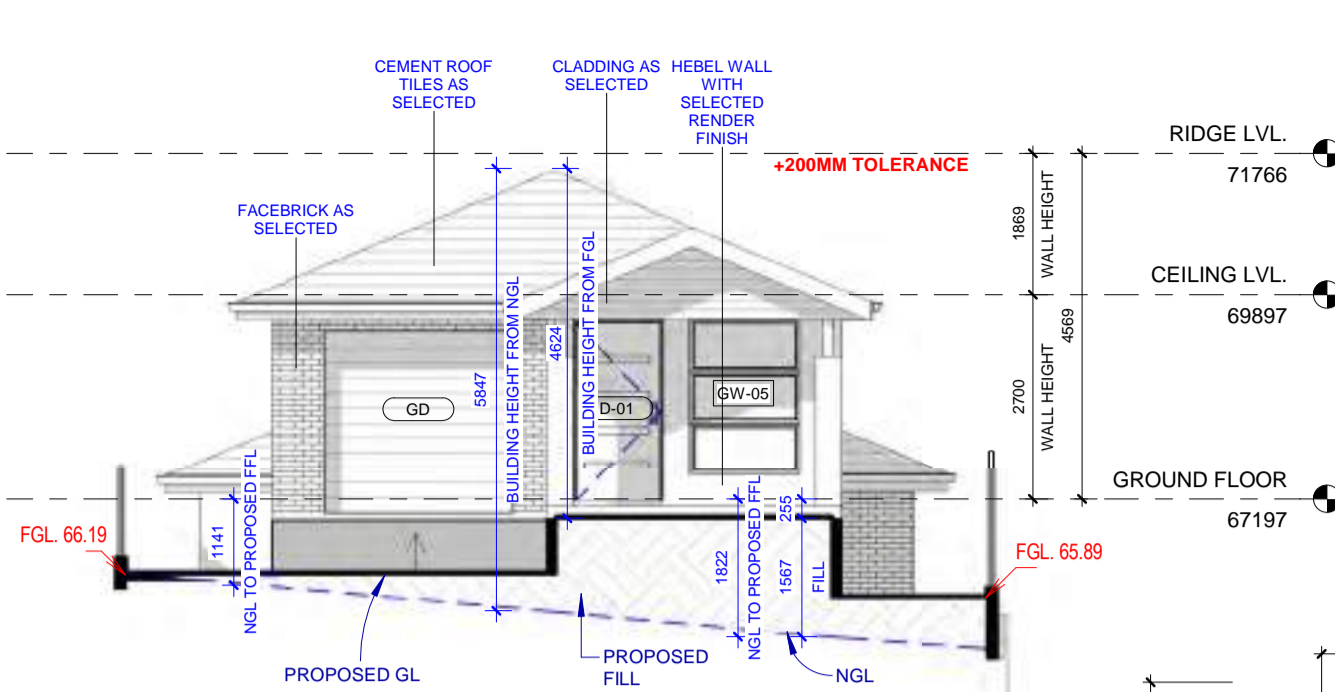 CEMENT ROOF
TILES AS
SELECTED
CLADDING AS
SELECTED
HEBEL WALL
WITH
SELECTED
RENDER
FINISH
RIDGE LVL.
71766
+200MM TOLERANCE
FACEBRICK AS
SELECTED
1869
WALL HEIGHT
CEILING LVL.
69897
4569
2700
WALL HEIGHT
5847
BUILDING HEIGHT FROM NGL
4624
BUILDING HEIGHT FROM FGL
GD
D-01
GW-05
GROUND FLOOR
67197
FGL. 66.19
1141
NGL TO PROPOSED FFL
1822
NGL TO PROPOSED FFL
255
1567
FILL
FGL. 65.89
PROPOSED GL
PROPOSED
FILL
NGL